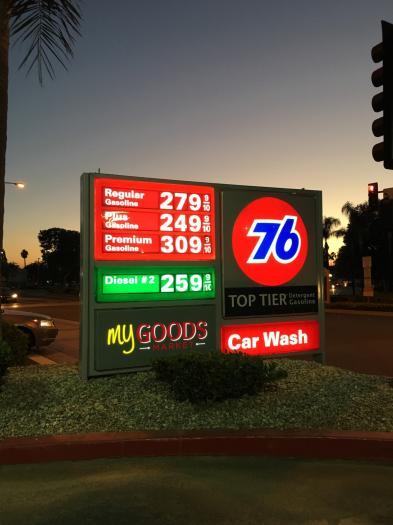 Regular
Gasoline
279 9/10
Plus
Gasoline
249 9/10
Premium
Gasoline
309 9/10
Diesel #2
259 9/10
76
TOP TIER Detergent
Gasoline
my GOODS
MARKET
Car Wash